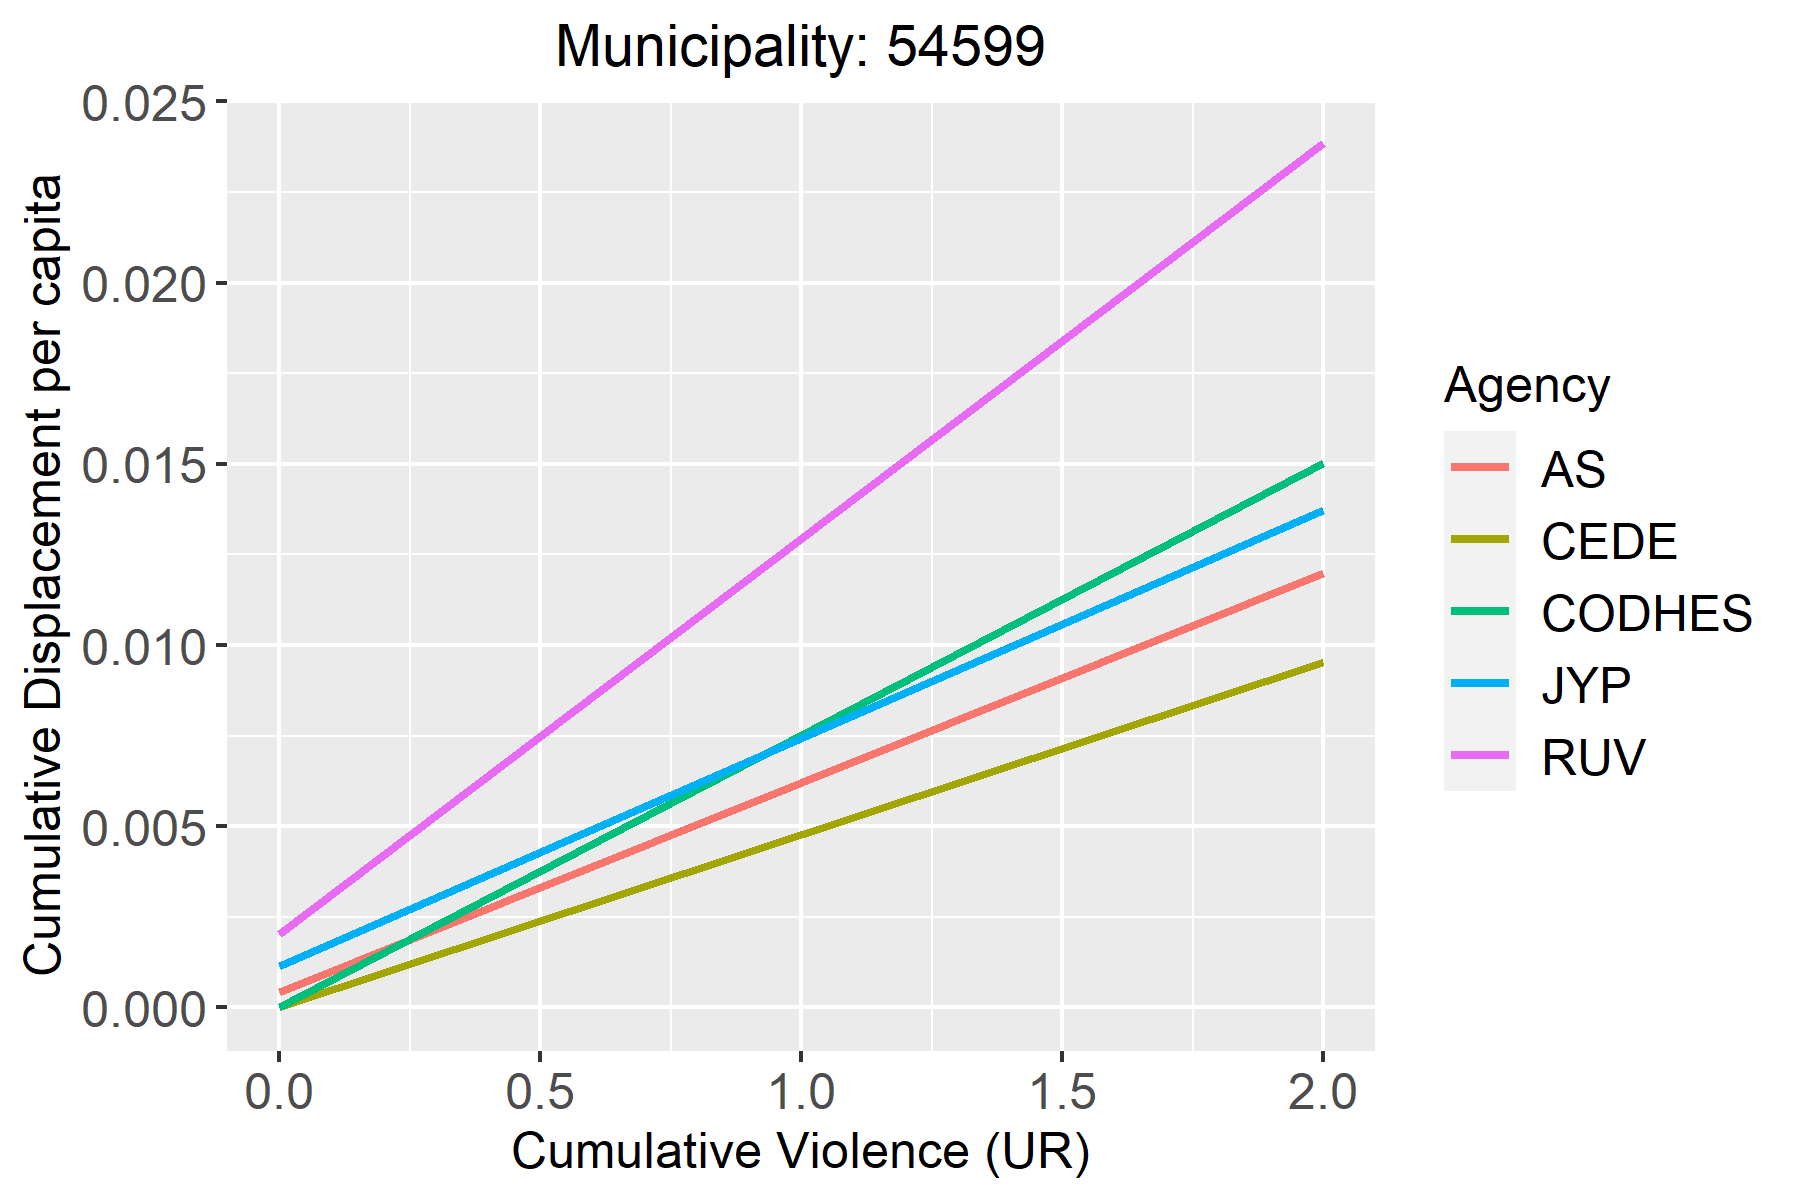 Municipality: 54599
Cumulative Displacement per capita
0.025
0.020
0.015
0.010
0.005
0.000
0.0 0.5 1.0 1.5 2.0
Cumulative Violence (UR)
Agency
AS
CEDE
CODHES
JYP
RUV